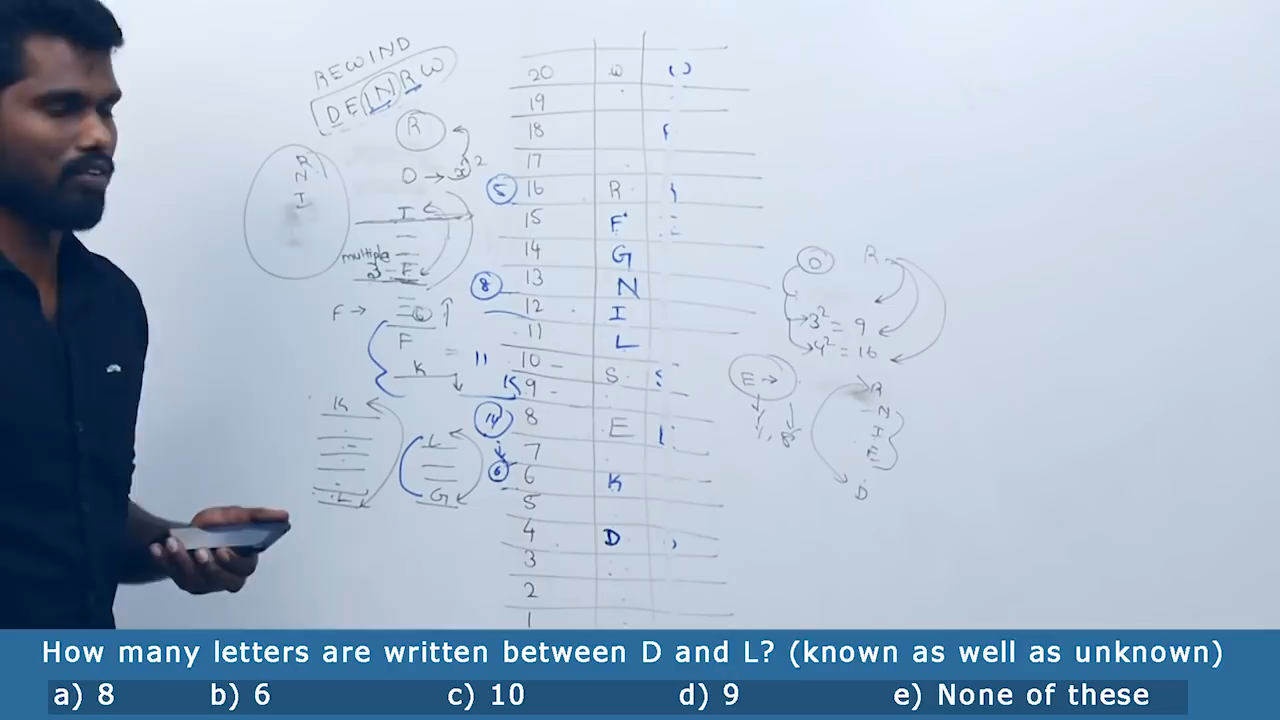 REWIND
DEINRW
R
O → x²
I
multiple
3 - F
F →
F
K
= 11
K
L
L
G
R
N
I
20 W
19
18
17
5 16 R
15 F
14 G
8 13 N
12 I
11 L
10 S
15 9
14 8 E
7
6 6 K
5
4 D
3
2
1
O R
3² = 9
4² = 16
E →
R
N
I
E
D
How many letters are written between D and L? (known as well as unknown)
a) 8 b) 6 c) 10 d) 9 e) None of these